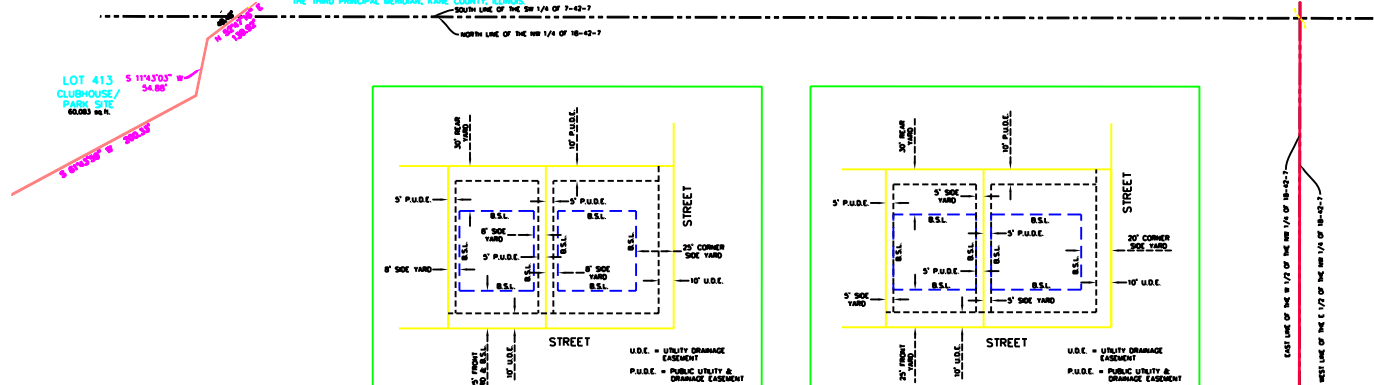 THE THIRD PRINCIPAL MERIDIAN, KANE COUNTY, ILLINOIS.
SOUTH LINE OF THE SW 1/4 OF 7-42-7
NORTH LINE OF THE NW 1/4 OF 18-42-7
LOT 413
CLUBHOUSE/
PARK SITE
60,083 sq.ft.
S 11°43'03" W
54.88'
S 61°43'58" W
30' REAR
YARD
10' P.U.D.E.
STREET
5' P.U.D.E.
5' P.U.D.E.
B.S.L.
B.S.L.
8' SIDE
YARD
B.S.L.
B.S.L.
25' CORNER
SIDE YARD
5' P.U.D.E.
8' SIDE YARD
B.S.L.
8' SIDE
YARD
10' U.D.E.
B.S.L.
B.S.L.
STREET
10' U.D.E.
U.D.E. = UTILITY DRAINAGE
EASEMENT
P.U.D.E. = PUBLIC UTILITY &
DRAINAGE EASEMENT
30' REAR
YARD
10' P.U.D.E.
STREET
5' SIDE
YARD
5' P.U.D.E.
B.S.L.
B.S.L.
5' P.U.D.E.
20' CORNER
SIDE YARD
B.S.L.
B.S.L.
B.S.L.
B.S.L.
5' P.U.D.E.
10' U.D.E.
B.S.L.
B.S.L.
5' SIDE
YARD
5' SIDE YARD
STREET
25' FRONT
YARD
10' U.D.E.
U.D.E. = UTILITY DRAINAGE
EASEMENT
P.U.D.E. = PUBLIC UTILITY &
DRAINAGE EASEMENT
EAST LINE OF THE W 1/2 OF THE NW 1/4 OF 18-42-7
WEST LINE OF THE E 1/2 OF THE NW 1/4 OF 18-42-7